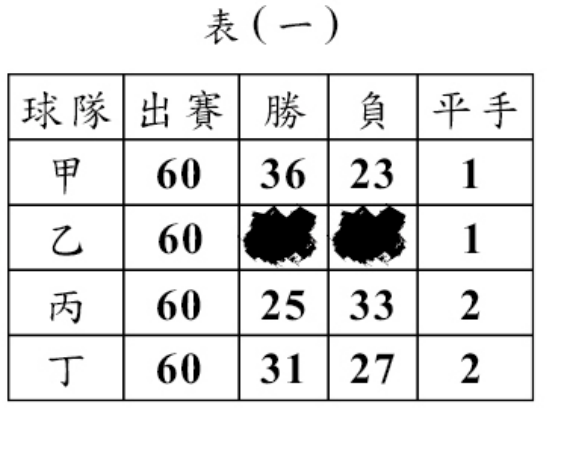 表(一)
球隊 出賽 勝 負 平手
甲 60 36 23 1
乙 60 1
丙 60 25 33 2
丁 60 31 27 2